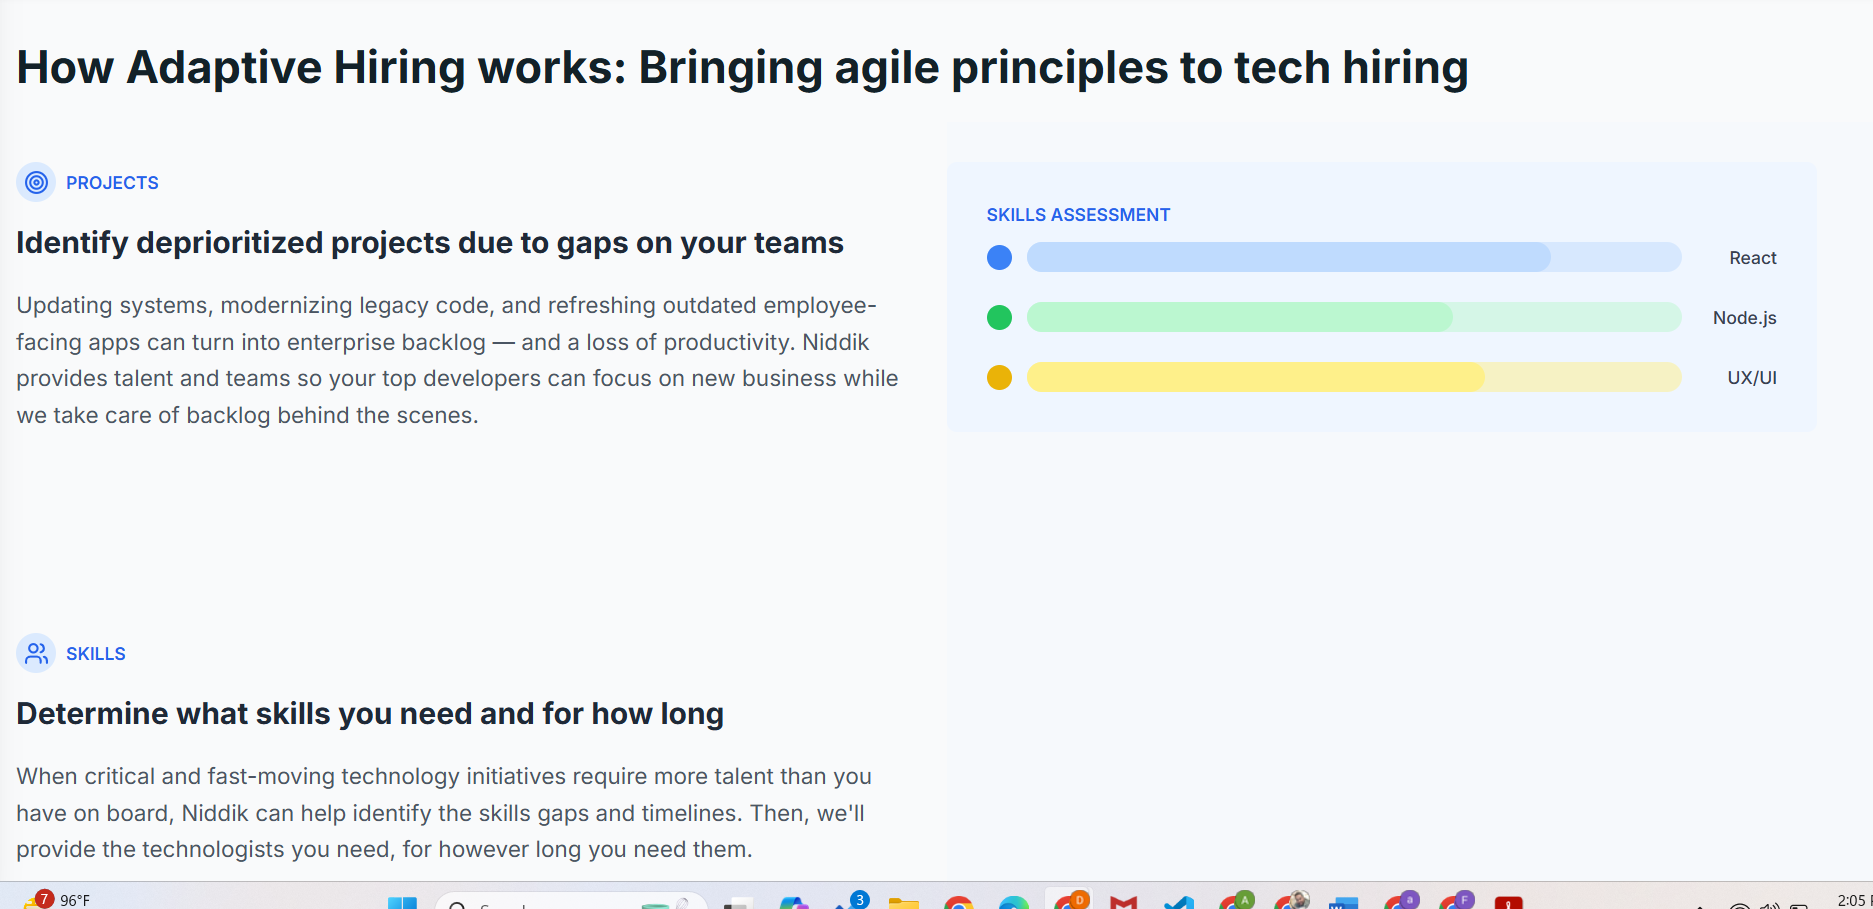 How Adaptive Hiring works: Bringing agile principles to tech hiring
PROJECTS
Identify deprioritized projects due to gaps on your teams
Updating systems, modernizing legacy code, and refreshing outdated employee-
facing apps can turn into enterprise backlog — and a loss of productivity. Niddik
provides talent and teams so your top developers can focus on new business while
we take care of backlog behind the scenes.
SKILLS ASSESSMENT
React
Node.js
UX/UI
SKILLS
Determine what skills you need and for how long
When critical and fast-moving technology initiatives require more talent than you
have on board, Niddik can help identify the skills gaps and timelines. Then, we'll
provide the technologists you need, for however long you need them.
7
96°F
3
D
A
a
F
2:05